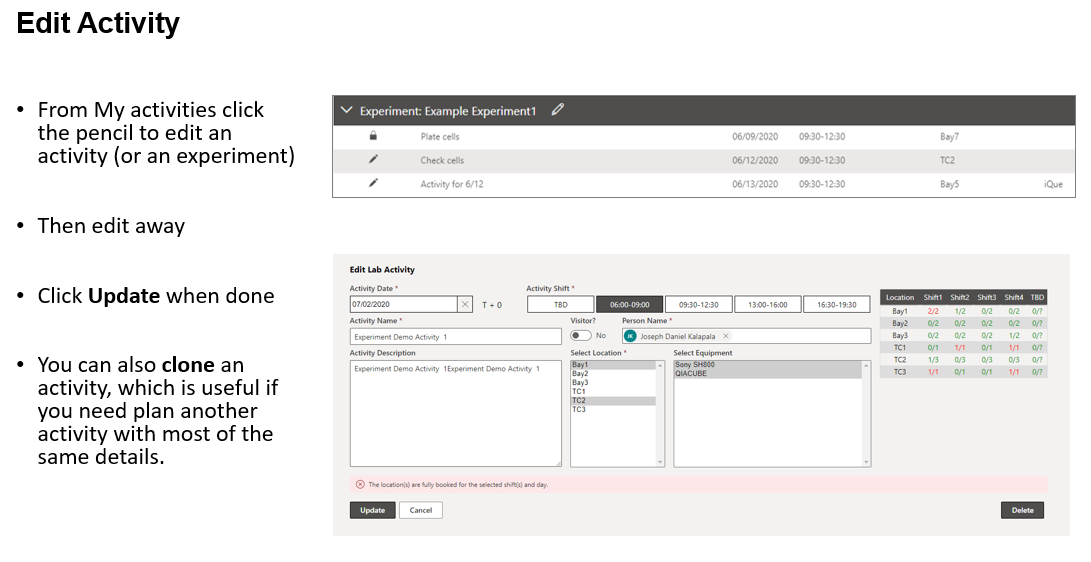 Edit Activity
• From My activities click
the pencil to edit an
activity (or an experiment)
• Then edit away
• Click Update when done
• You can also clone an
activity, which is useful if
you need plan another
activity with most of the
same details.
Experiment: Example Experiment1
Plate cells 06/09/2020 09:30-12:30 Bay7
Check cells 06/12/2020 09:30-12:30 TC2
Activity for 6/12 06/13/2020 09:30-12:30 Bay5 iQue
Edit Lab Activity
Activity Date * Activity Shift *
07/02/2020 T + 0 TBD 06:00-09:00 09:30-12:30 13:00-16:00 16:30-19:30
Activity Name * Visitor? Person Name *
Experiment Demo Activity 1 No JK Joseph Daniel Kalapala
Activity Description Select Location * Select Equipment
Experiment Demo Activity 1Experiment Demo Activity 1
Bay1
Bay2
Bay3
TC1
TC2
TC3
Sony SH800
QIACUBE
Location Shift1 Shift2 Shift3 Shift4 TBD
Bay1 2/2 1/2 0/2 0/2 0/?
Bay2 0/2 0/2 0/2 0/2 0/?
Bay3 0/2 0/2 0/2 1/2 0/?
TC1 0/1 1/1 0/1 1/1 0/?
TC2 1/3 0/3 0/3 0/3 0/?
TC3 1/1 0/1 0/1 1/1 0/?
The location(s) are fully booked for the selected shift(s) and day.
Update Cancel Delete